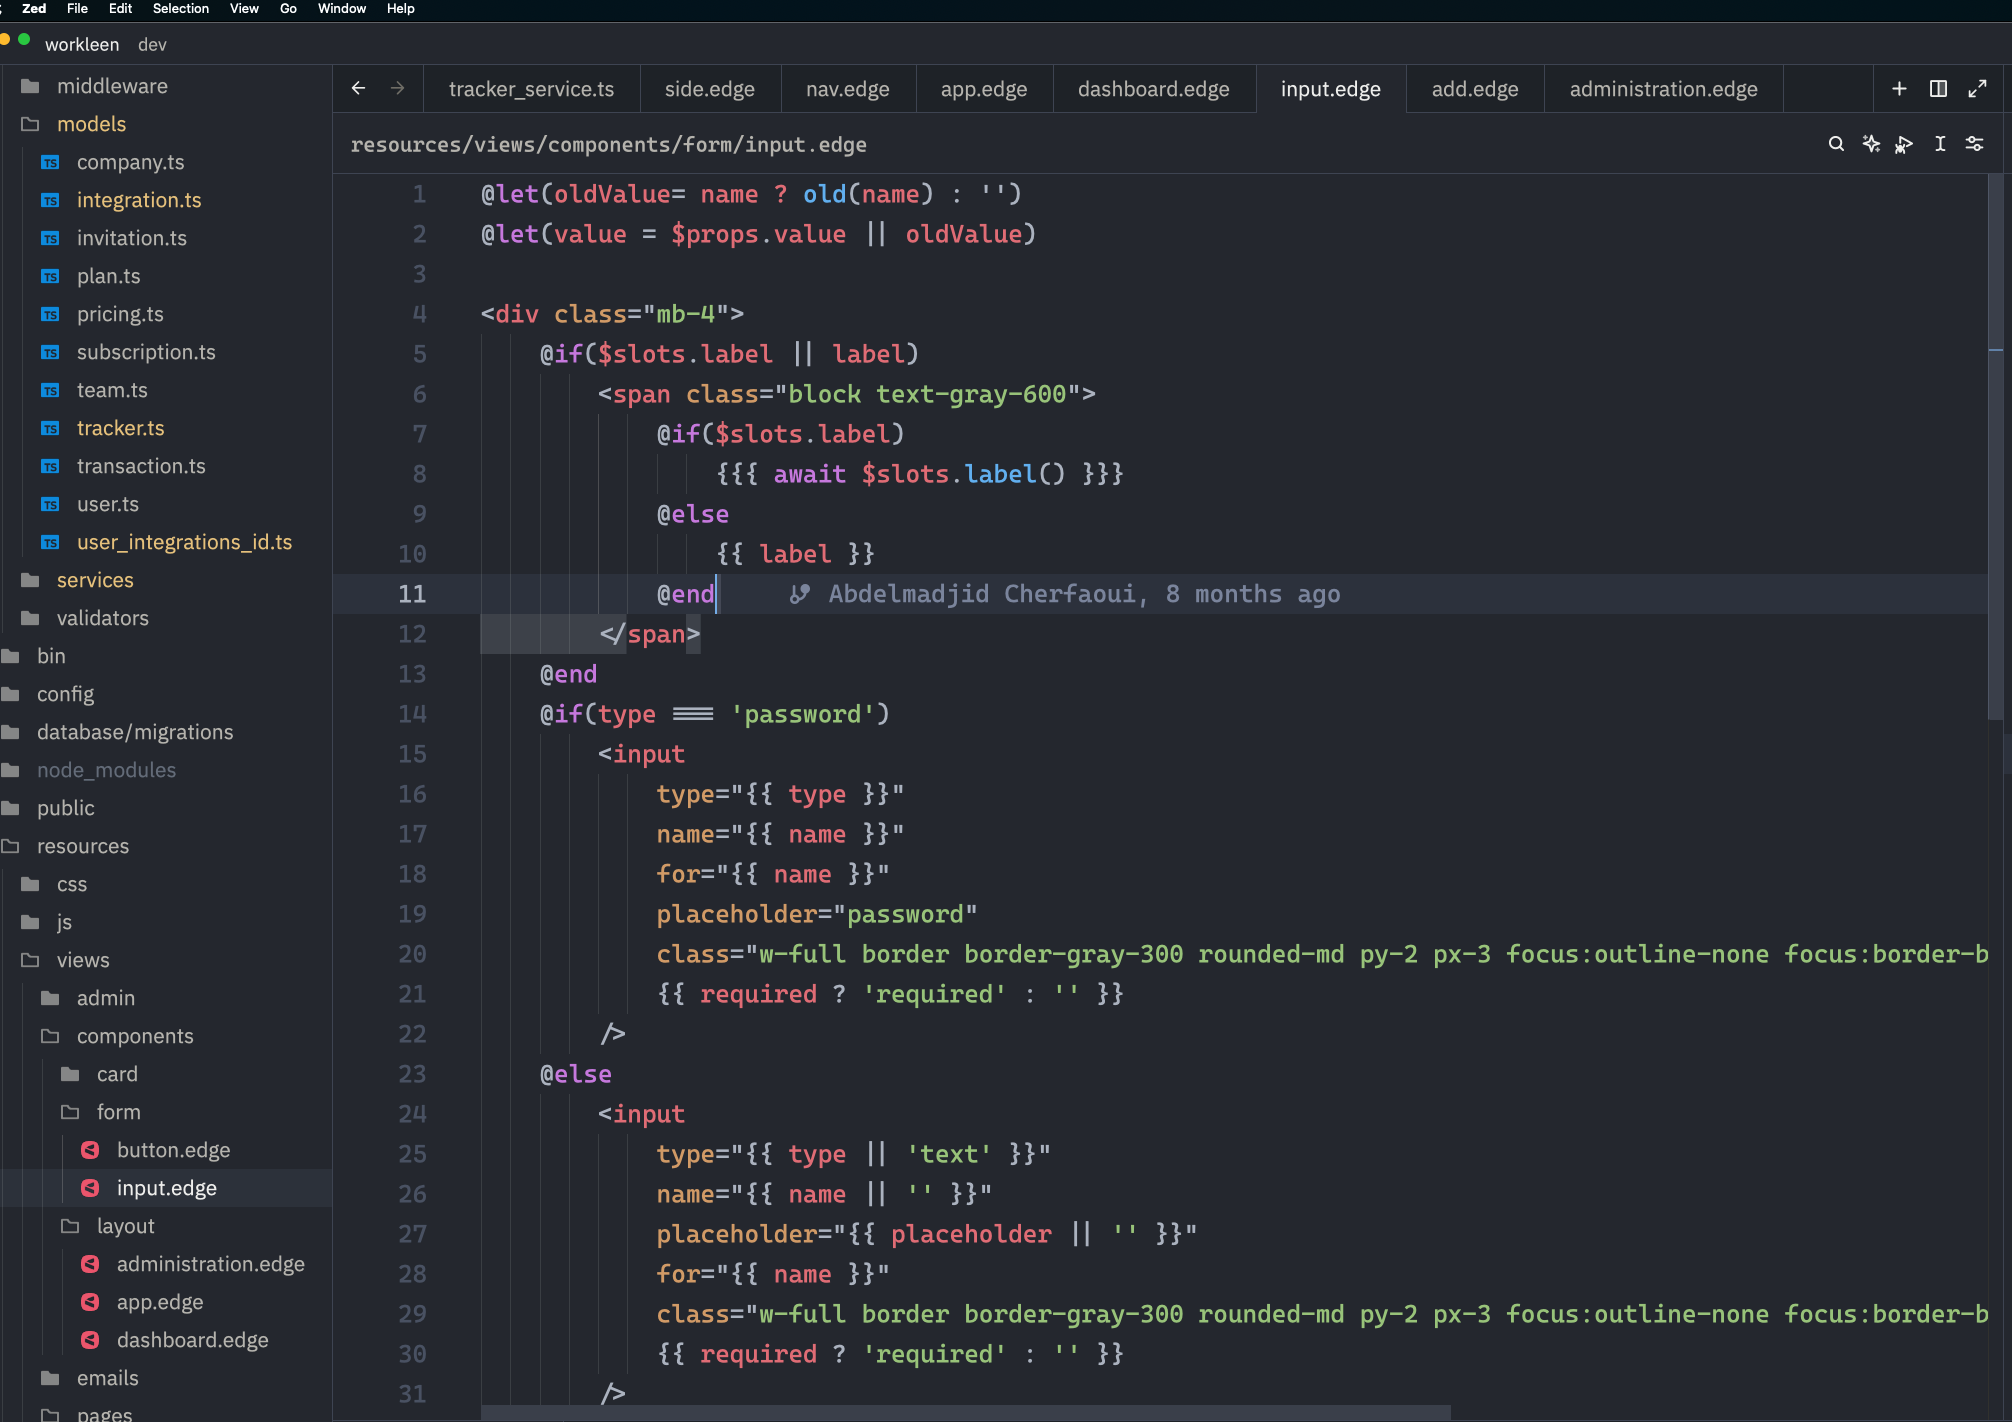 Zed File Edit Selection View Go Window Help
workleen dev
middleware
models
company.ts
integration.ts
invitation.ts
plan.ts
pricing.ts
subscription.ts
team.ts
tracker.ts
transaction.ts
user.ts
user_integrations_id.ts
services
validators
bin
config
database/migrations
node_modules
public
resources
css
js
views
admin
components
card
form
button.edge
input.edge
layout
administration.edge
app.edge
dashboard.edge
emails
pages
tracker_service.ts side.edge nav.edge app.edge dashboard.edge input.edge add.edge administration.edge
resources/views/components/form/input.edge
1 @let(oldValue= name ? old(name) : '')
2 @let(value = $props.value || oldValue)
3
4 <div class="mb-4">
5 @if($slots.label || label)
6 <span class="block text-gray-600">
7 @if($slots.label)
8 {{{ await $slots.label() }}}
9 @else
10 {{ label }}
11 @end Abdelmadjid Cherfaoui, 8 months ago
12 </span>
13 @end
14 @if(type === 'password')
15 <input
16 type="{{ type }}"
17 name="{{ name }}"
18 for="{{ name }}"
19 placeholder="password"
20 class="w-full border border-gray-300 rounded-md py-2 px-3 focus:outline-none focus:border-b
21 {{ required ? 'required' : '' }}
22 />
23 @else
24 <input
25 type="{{ type || 'text' }}"
26 name="{{ name || '' }}"
27 placeholder="{{ placeholder || '' }}"
28 for="{{ name }}"
29 class="w-full border border-gray-300 rounded-md py-2 px-3 focus:outline-none focus:border-b
30 {{ required ? 'required' : '' }}
31 />